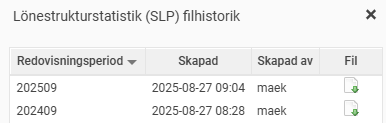 Lönestrukturstatistik (SLP) filhistorik
Redovisningsperiod Skapad Skapad av Fil
202509 2025-08-27 09:04 maek
202409 2025-08-27 08:28 maek